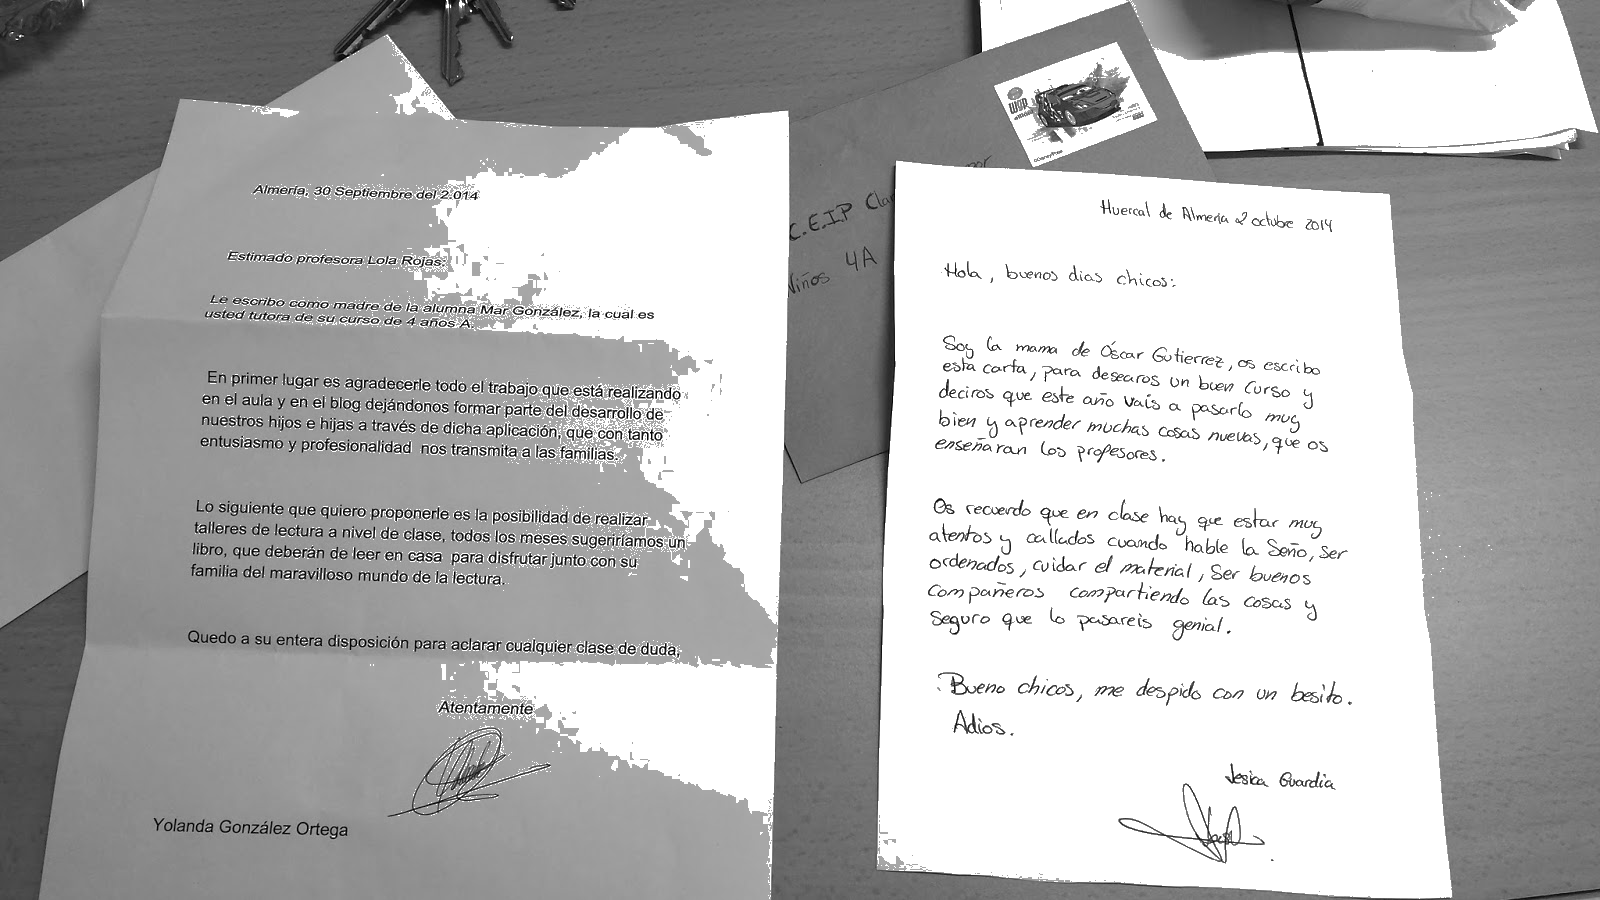 Almería, 30 Septiembre del 2.014
Estimado profesora Lola Rojas:
Le escribo como madre de la alumna Mar González, la cual es
usted tutora de su curso de 4 años A.
En primer lugar es agradecerle todo el trabajo que está realizando
en el aula y en el blog dejándonos formar parte del desarrollo de
nuestros hijos e hijas a través de dicha aplicación, que con tanto
entusiasmo y profesionalidad nos transmita a las familias.
Lo siguiente que quiero proponerle es la posibilidad de realizar
talleres de lectura a nivel de clase, todos los meses sugeriríamos un
libro, que deberán de leer en casa para disfrutar junto con su
familia del maravilloso mundo de la lectura.
Quedo a su entera disposición para aclarar cualquier clase de duda,
Atentamente
Yolanda González Ortega
C.E.I.P Cla
Niños 4A
Huercal de Almeria 2 octubre 2014
Hola, buenos dias chicos:
Soy la mama de Óscar Gutierrez, os escribo
esta carta, para desearos un buen curso y
deciros que este año vais a pasarlo muy
bien y aprender muchas cosas nuevas, que os
enseñaran los profesores.
Os recuerdo que en clase hay que estar muy
atentos y callados cuando hable la Seño, Ser
ordenados, cuidar el material, Ser buenos
compañeros compartiendo las cosas y
Seguro que lo pasareis genial.
Bueno chicos, me despido con un besito.
Adios.
Jesica Guardia